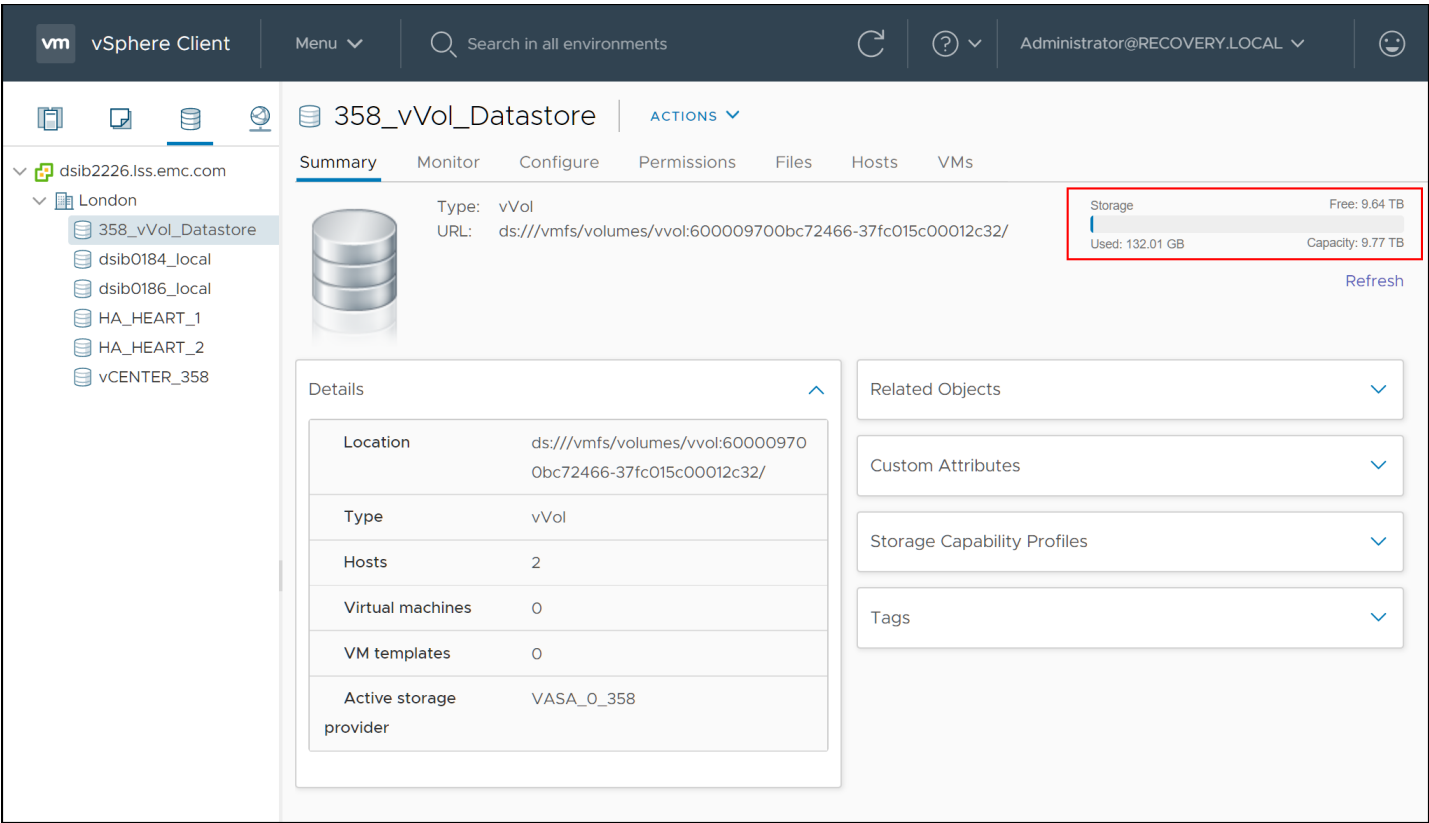 vm vSphere Client Menu Search in all environments ? Administrator@RECOVERY.LOCAL
dsib2226.lss.emc.com
London
358_vVol_Datastore
dsib0184_local
dsib0186_local
HA_HEART_1
HA_HEART_2
vCENTER_358
358_vVol_Datastore ACTIONS
Summary Monitor Configure Permissions Files Hosts VMs
Type: vVol
URL: ds:///vmfs/volumes/vvol:600009700bc72466-37fc015c00012c32/
Storage Free: 9.64 TB
Used: 132.01 GB Capacity: 9.77 TB
Refresh
Details
Location ds:///vmfs/volumes/vvol:60000970
0bc72466-37fc015c00012c32/
Type vVol
Hosts 2
Virtual machines 0
VM templates 0
Active storage VASA_0_358
provider
Related Objects
Custom Attributes
Storage Capability Profiles
Tags